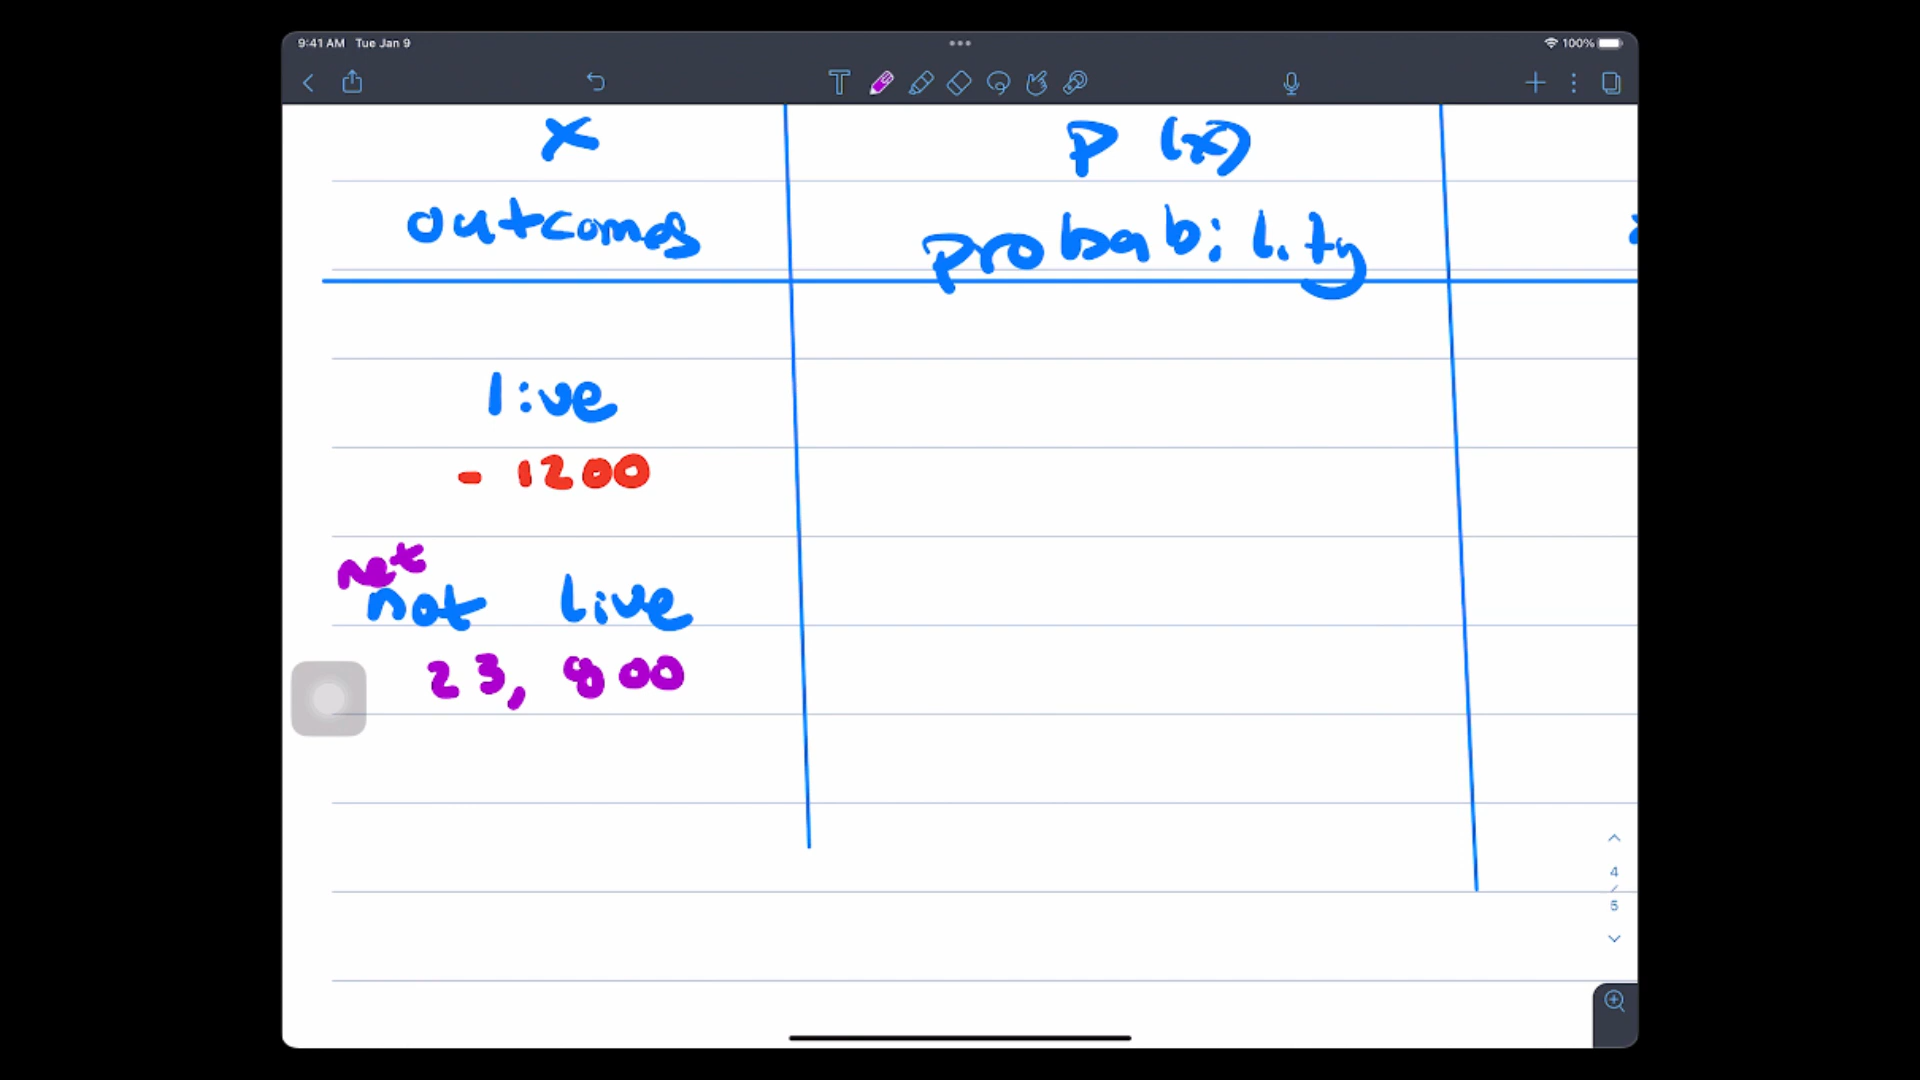 9:41 AM Tue Jan 9
100%
T
x P (x)
outcomes probability
live
- 1200
net
not live
23, 800
4
/
5